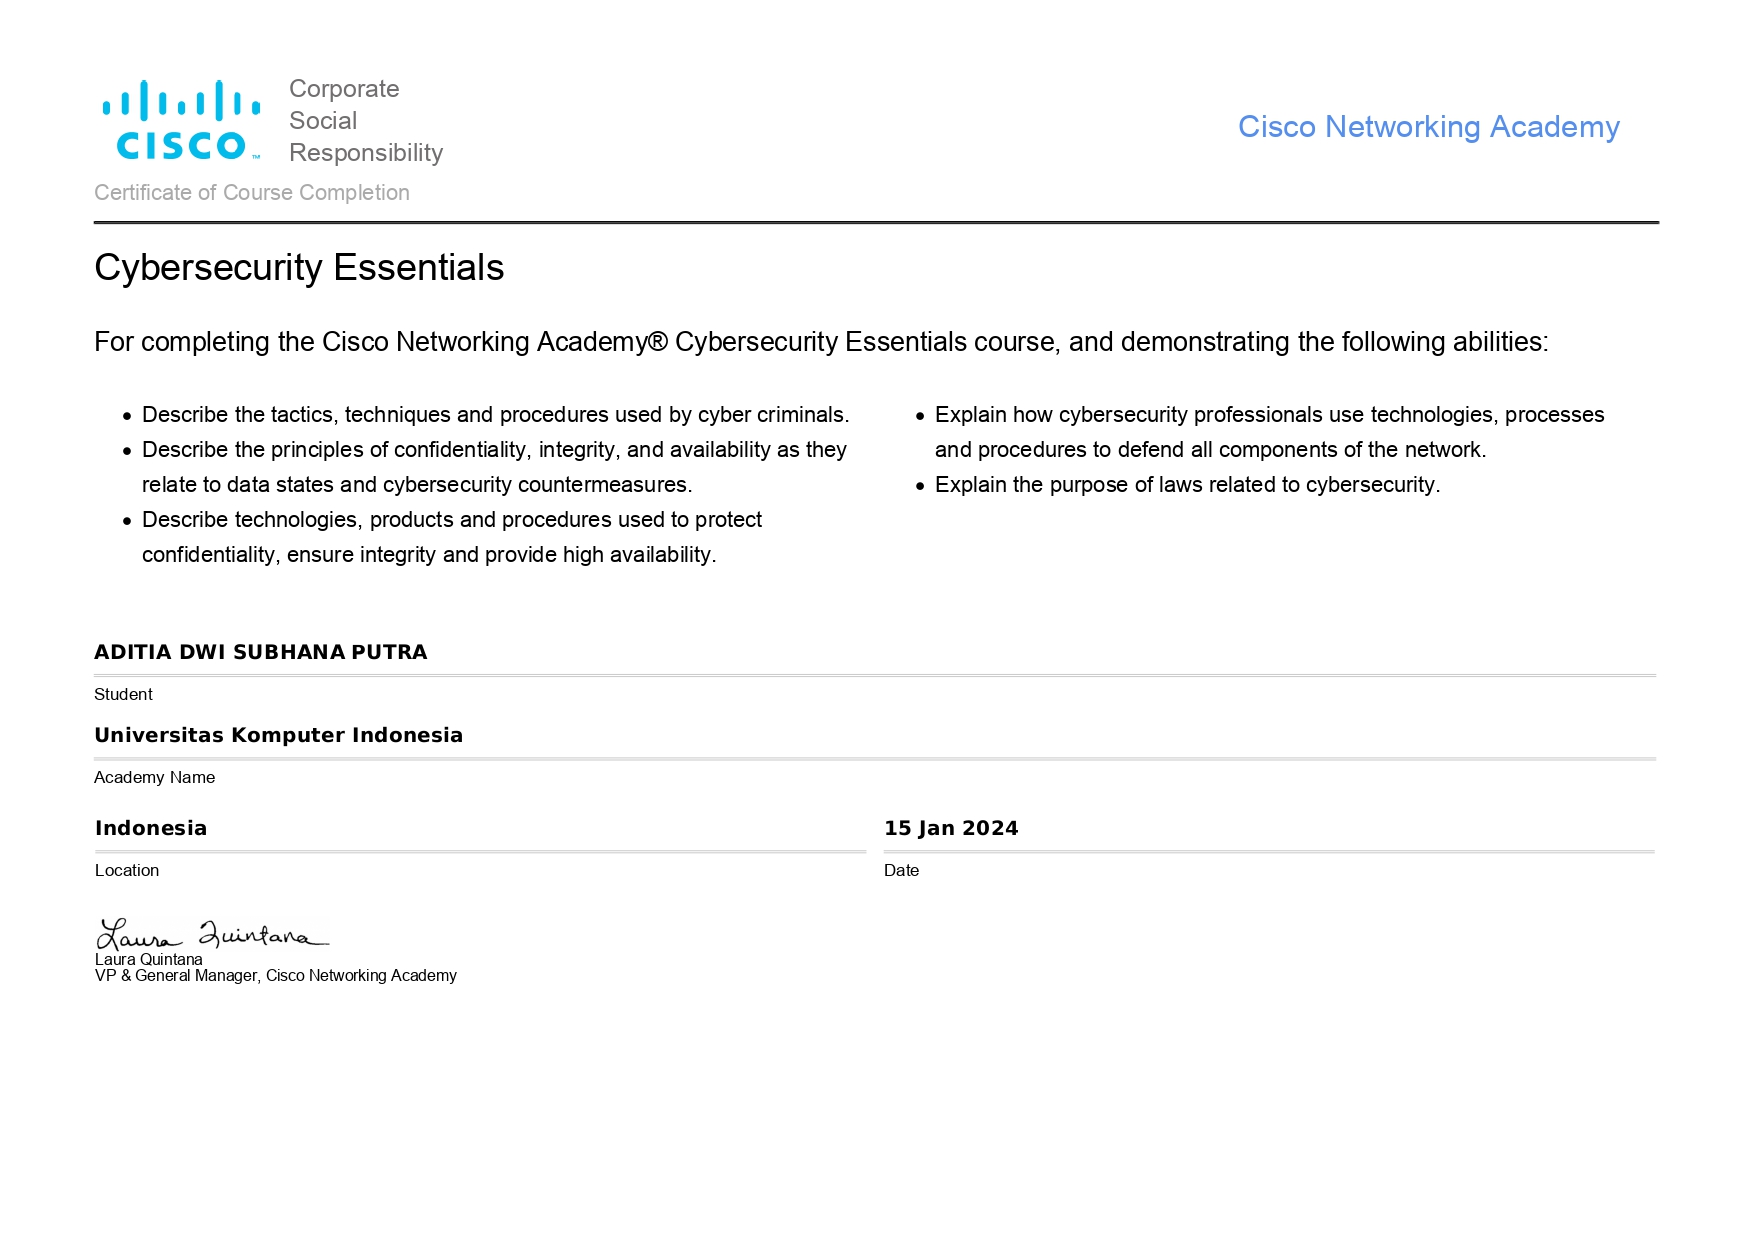 CISCO™
Corporate
Social
Responsibility
Cisco Networking Academy
Certificate of Course Completion
Cybersecurity Essentials
For completing the Cisco Networking Academy® Cybersecurity Essentials course, and demonstrating the following abilities:
• Describe the tactics, techniques and procedures used by cyber criminals.
• Describe the principles of confidentiality, integrity, and availability as they
relate to data states and cybersecurity countermeasures.
• Describe technologies, products and procedures used to protect
confidentiality, ensure integrity and provide high availability.
• Explain how cybersecurity professionals use technologies, processes
and procedures to defend all components of the network.
• Explain the purpose of laws related to cybersecurity.
ADITIA DWI SUBHANA PUTRA
Student
Universitas Komputer Indonesia
Academy Name
Indonesia
Location
15 Jan 2024
Date
Laura Quintana
Laura Quintana
VP & General Manager, Cisco Networking Academy